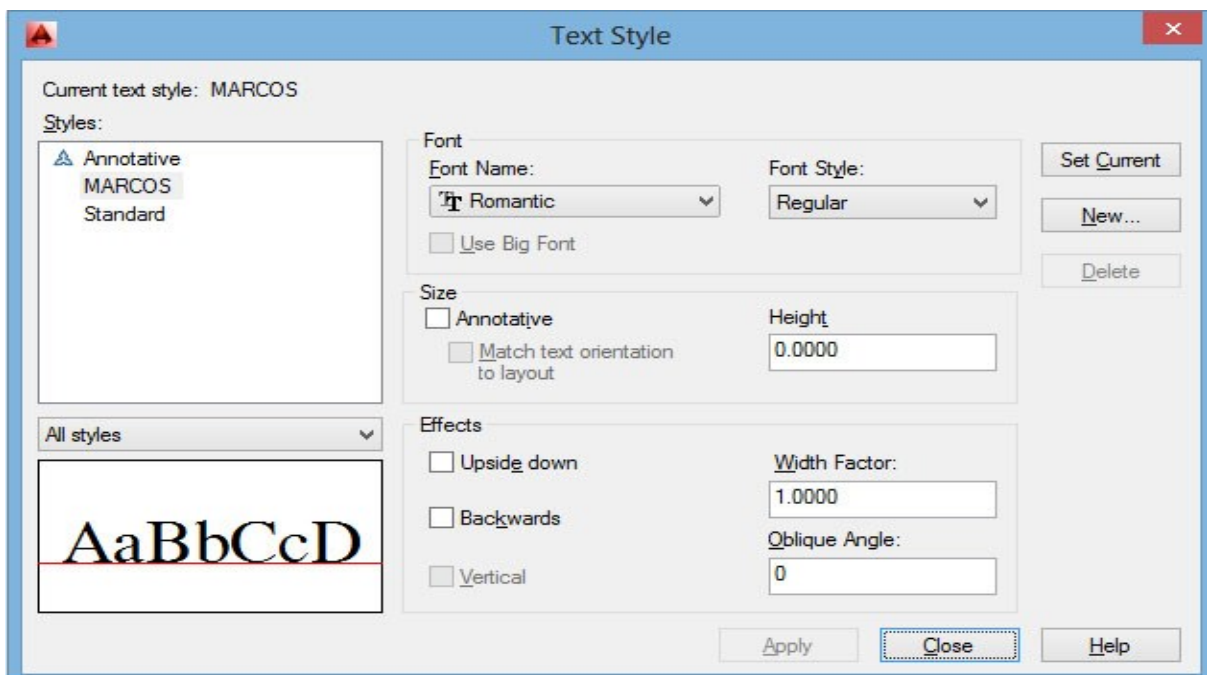 Text Style
Current text style: MARCOS
Styles:
Annotative
MARCOS
Standard
All styles
AaBbCcD
Font
Font Name:
Romantic
Use Big Font
Font Style:
Regular
Size
Annotative
Match text orientation
to layout
Height
0.0000
Effects
Upside down
Backwards
Vertical
Width Factor:
1.0000
Oblique Angle:
0
Set Current
New...
Delete
Apply
Close
Help